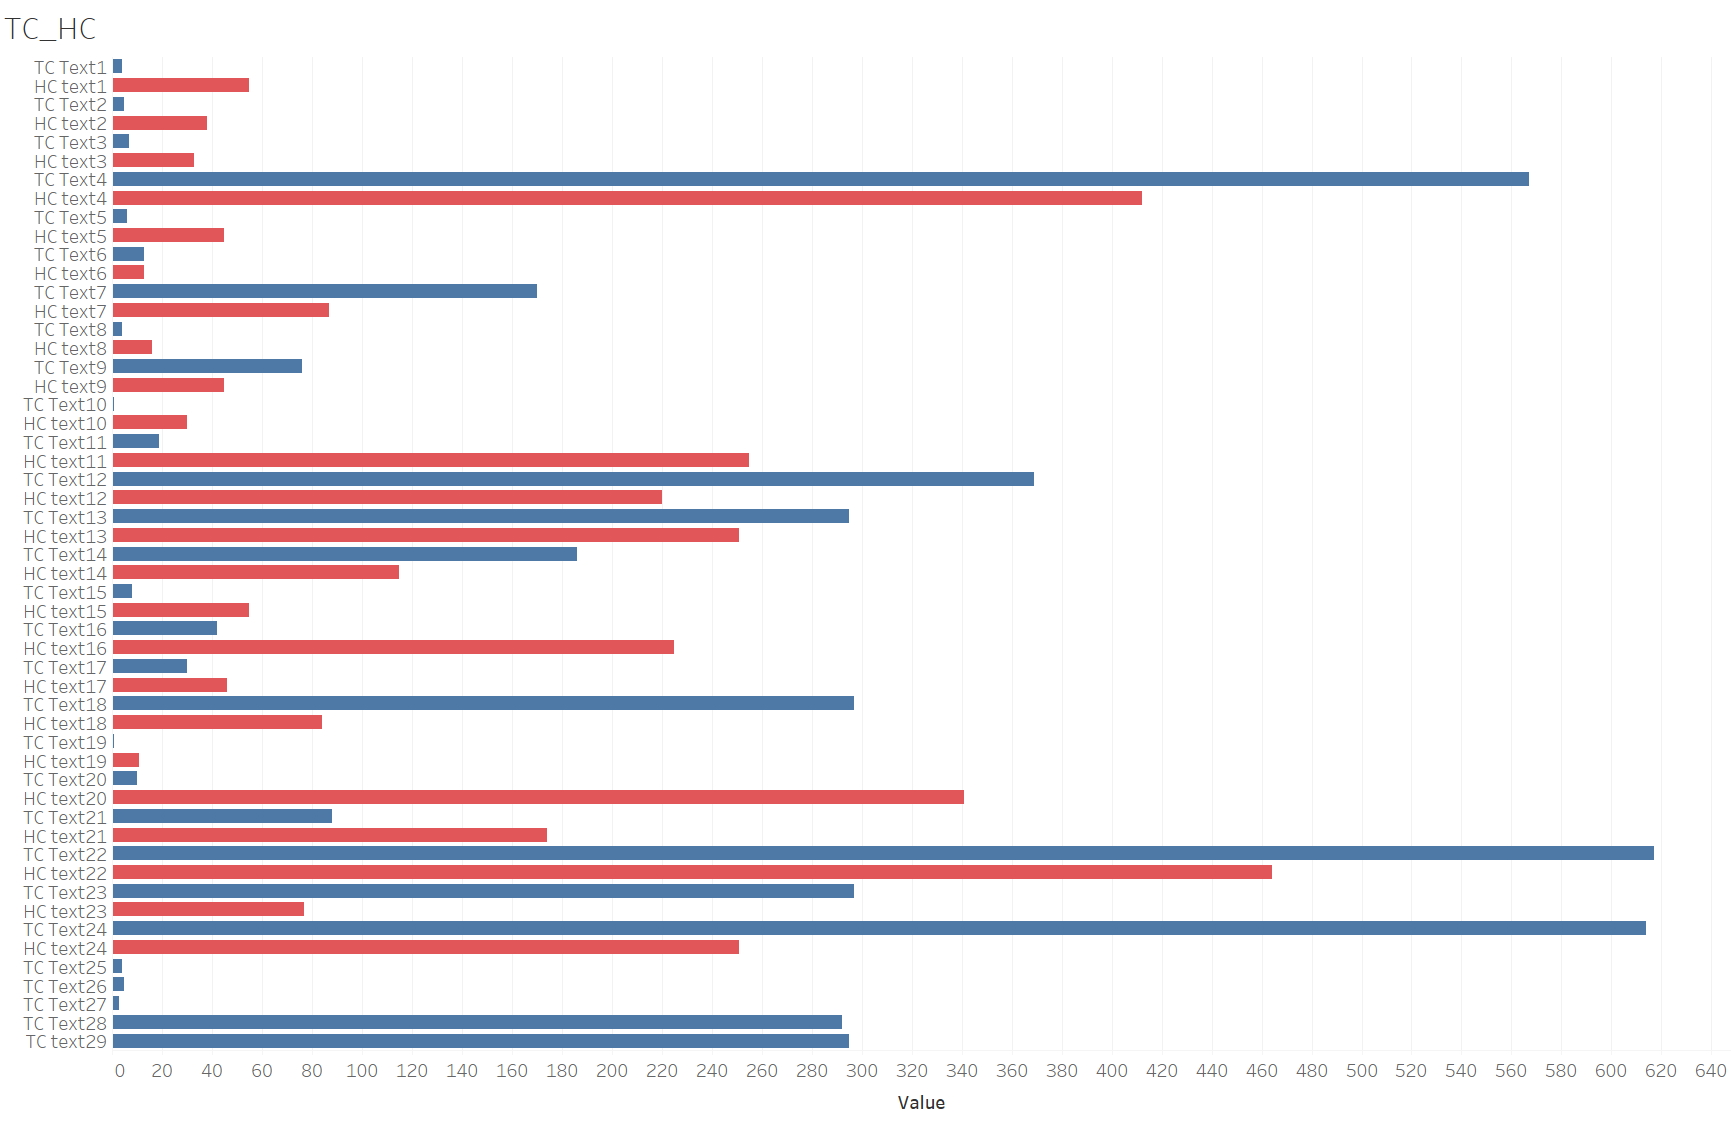 TC_HC
TC Text1
HC text1
TC Text2
HC text2
TC Text3
HC text3
TC Text4
HC text4
TC Text5
HC text5
TC Text6
HC text6
TC Text7
HC text7
TC Text8
HC text8
TC Text9
HC text9
TC Text10
HC text10
TC Text11
HC text11
TC Text12
HC text12
TC Text13
HC text13
TC Text14
HC text14
TC Text15
HC text15
TC Text16
HC text16
TC Text17
HC text17
TC Text18
HC text18
TC Text19
HC text19
TC Text20
HC text20
TC Text21
HC text21
TC Text22
HC text22
TC Text23
HC text23
TC Text24
HC text24
TC Text25
TC Text26
TC Text27
TC Text28
TC text29
0 20 40 60 80 100 120 140 160 180 200 220 240 260 280 300 320 340 360 380 400 420 440 460 480 500 520 540 560 580 600 620 640
Value